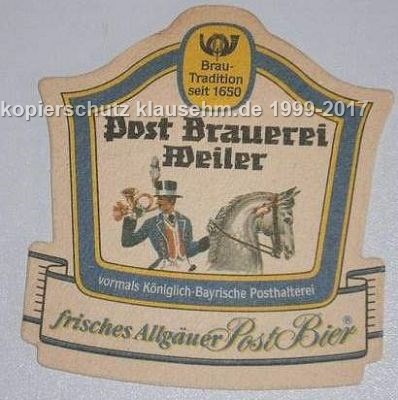 Brau-
Tradition
seit 1650
kopierschutz klausehm.de 1999-2017
Post Brauerei
Weiler
vormals Königlich-Bayrische Posthalterei
frisches Allgäuer Post Bier®